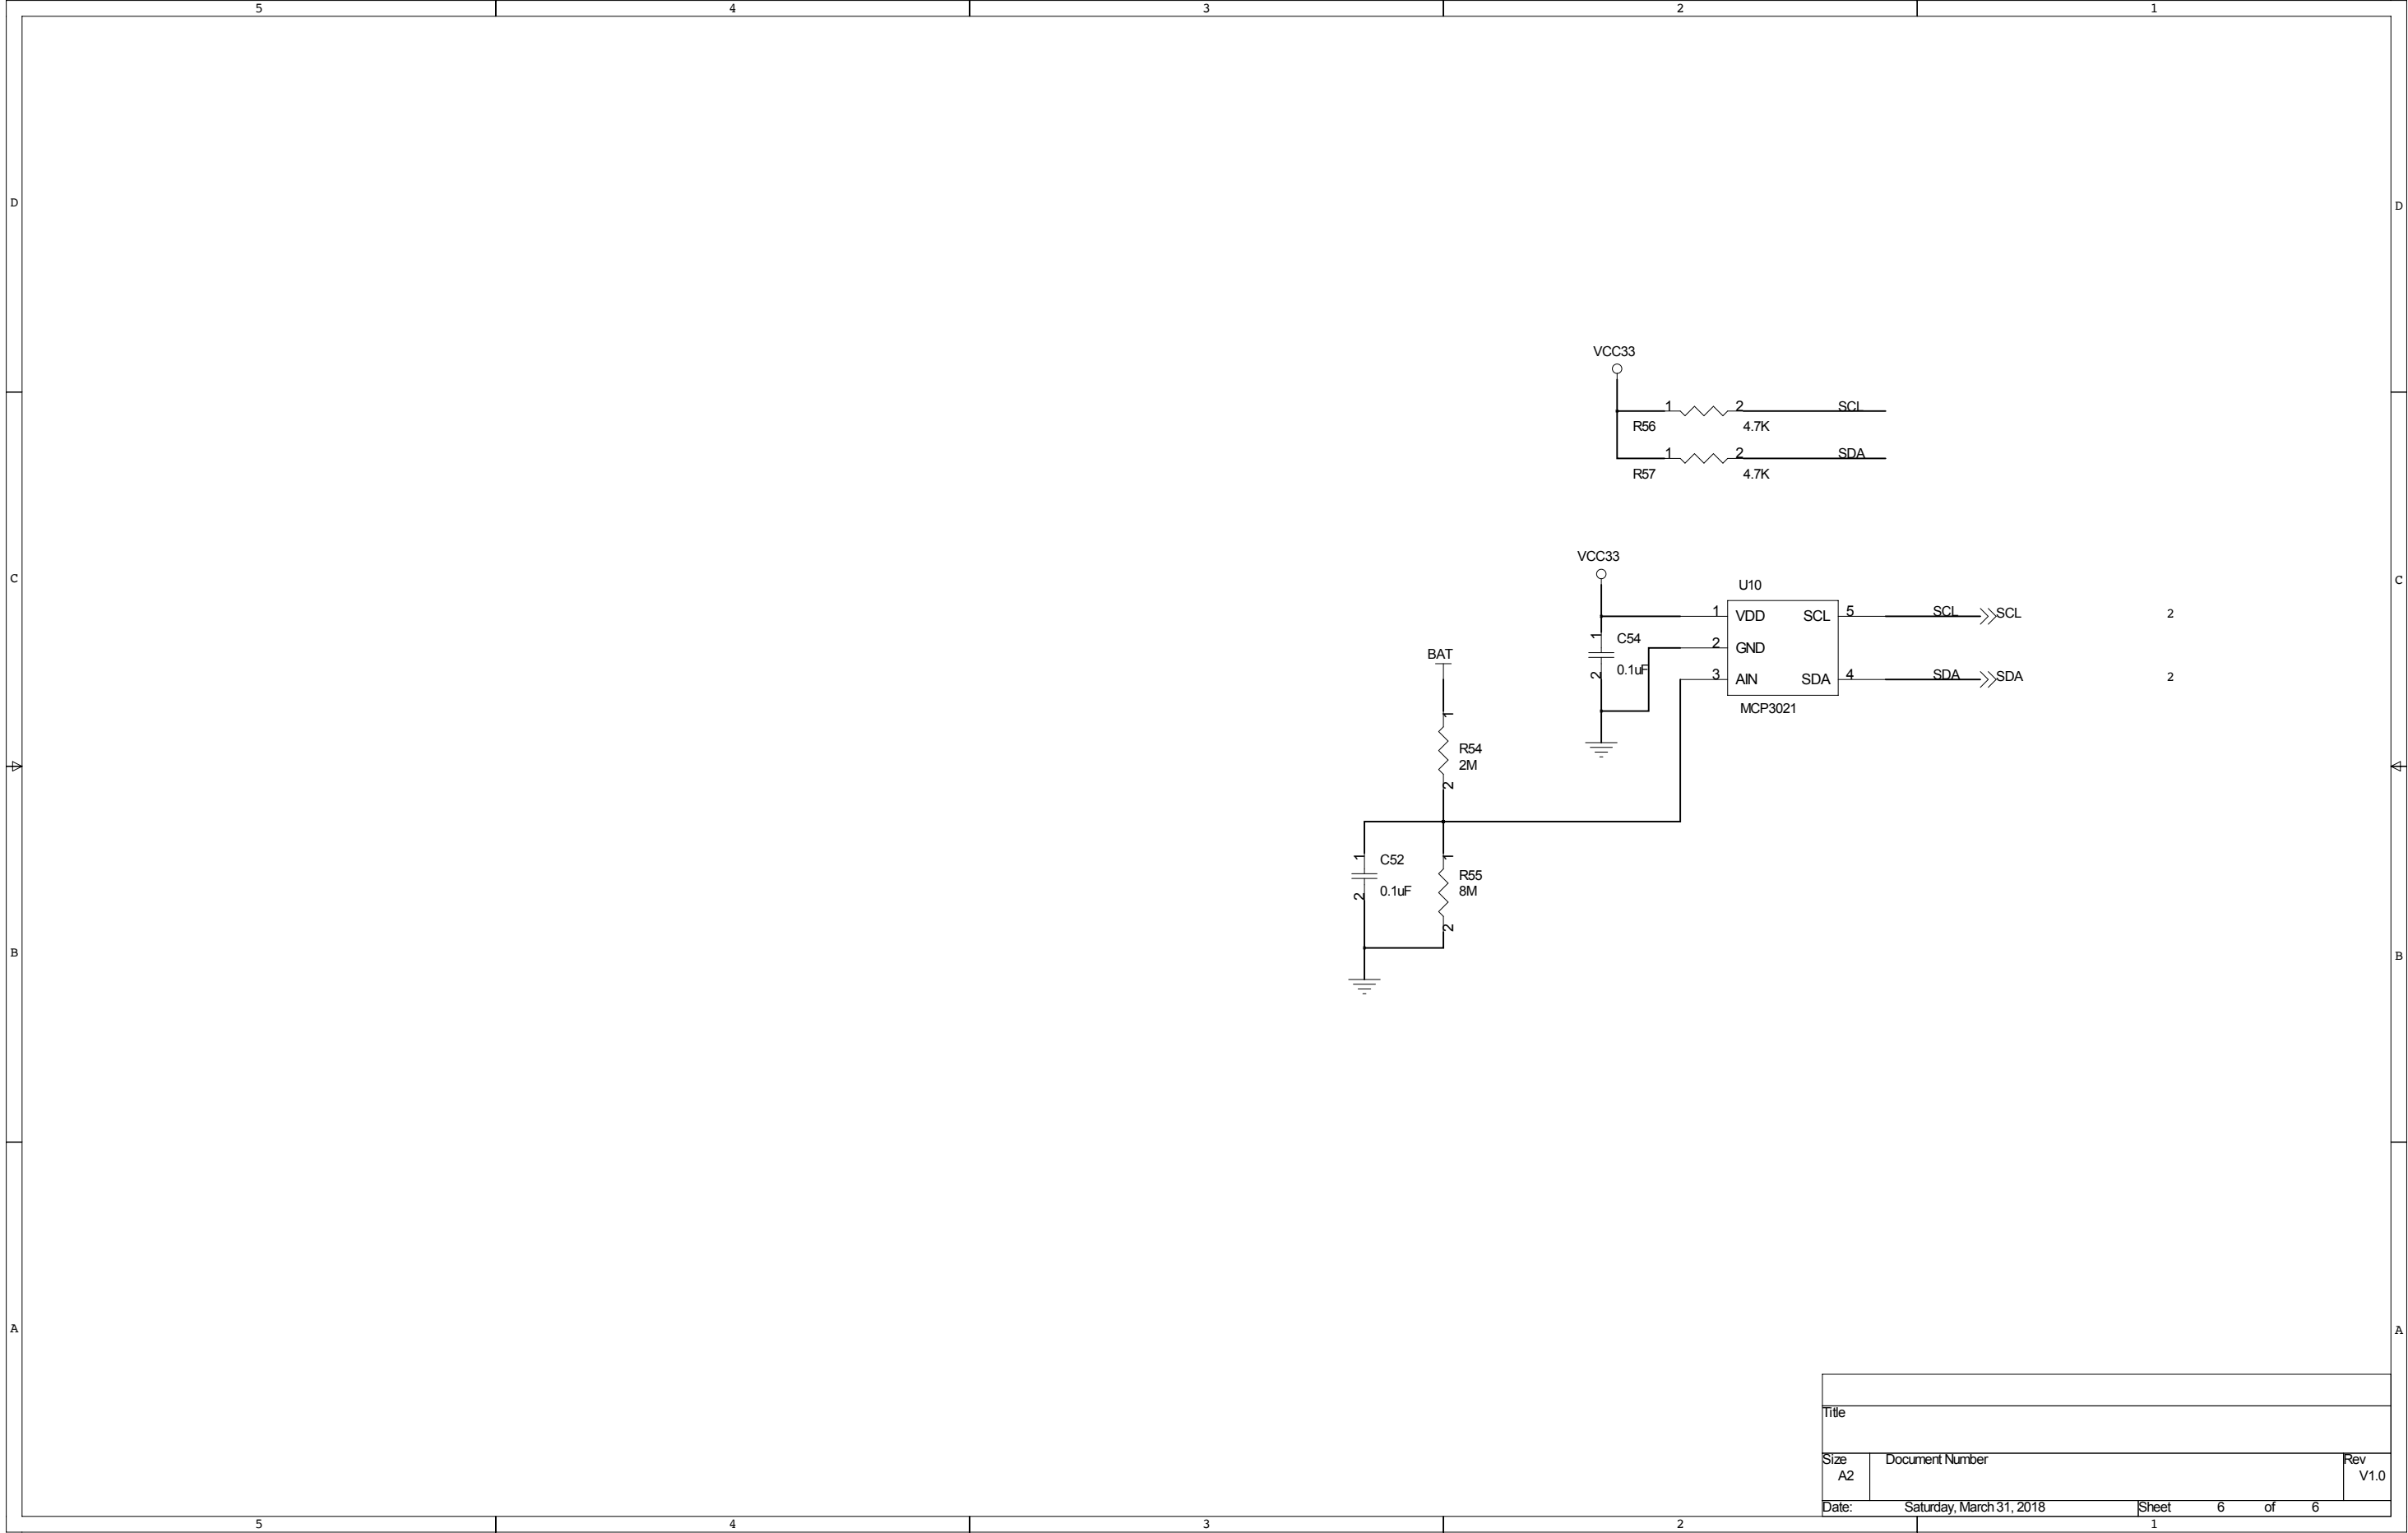 5 4 3 2 1
D D
VCC33
1 2 SCL
R56 4.7K
1 2 SDA
R57 4.7K
VCC33
C C
U10
1 VDD SCL 5 SCL SCL 2
1 C54
2 GND
BAT
2 0.1uF
3 AIN SDA 4 SDA SDA 2
MCP3021
1
R54
2M
2
1 C52 1
R55
2 0.1uF 8M
2
B B
A A
Title
Size Document Number Rev
A2 V1.0
Date: Saturday, March 31, 2018 Sheet 6 of 6
5 4 3 2 1